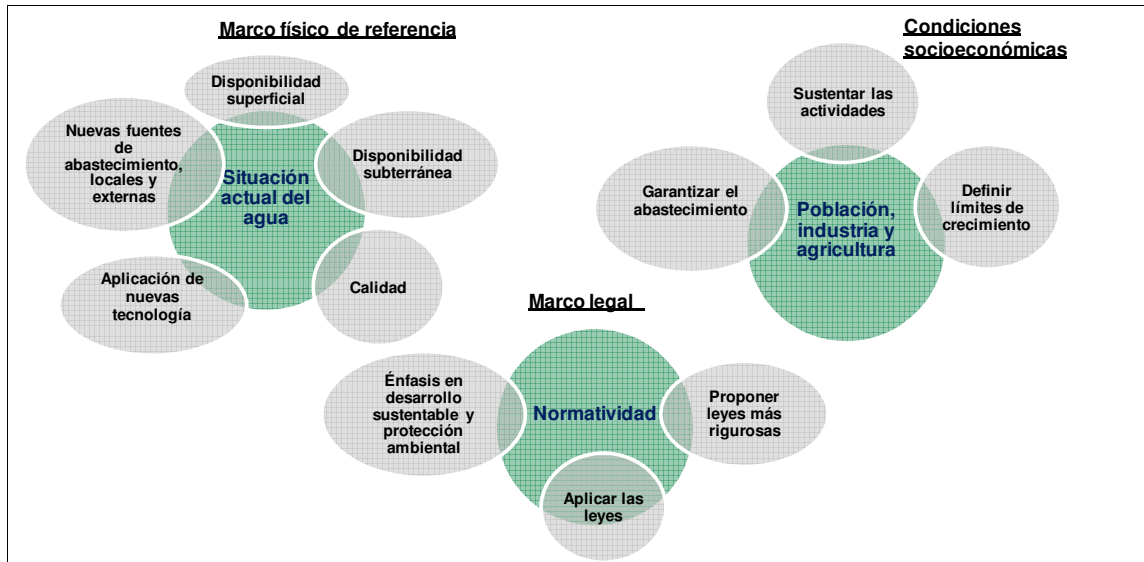 Marco físico de referencia
Disponibilidad
superficial
Nuevas fuentes
de
abastecimiento,
locales y
externas
Situación
actual del
agua
Disponibilidad
subterránea
Aplicación de
nuevas
tecnología
Calidad
Condiciones
socioeconómicas
Sustentar las
actividades
Garantizar el
abastecimiento
Población,
industria y
agricultura
Definir
límites de
crecimiento
Marco legal
Énfasis en
desarrollo
sustentable y
protección
ambiental
Normatividad
Proponer
leyes más
rigurosas
Aplicar las
leyes